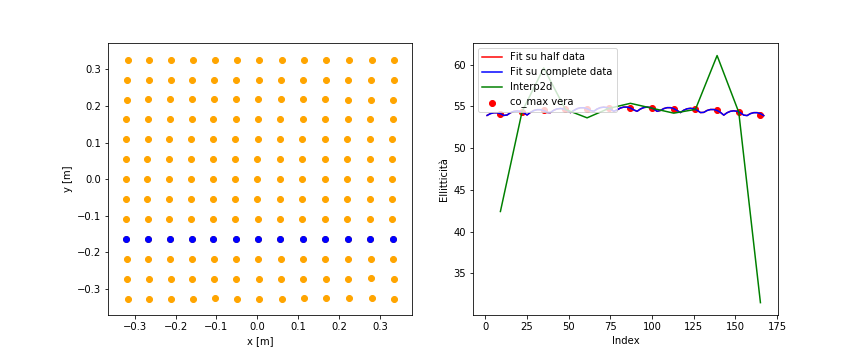 0.3
0.2
0.1
0.0
−0.1
−0.2
−0.3
y [m]
−0.3 −0.2 −0.1 0.0 0.1 0.2 0.3
x [m]
Fit su half data
Fit su complete data
Interp2d
co_max vera
60
55
50
45
40
35
Ellitticità
0 25 50 75 100 125 150 175
Index